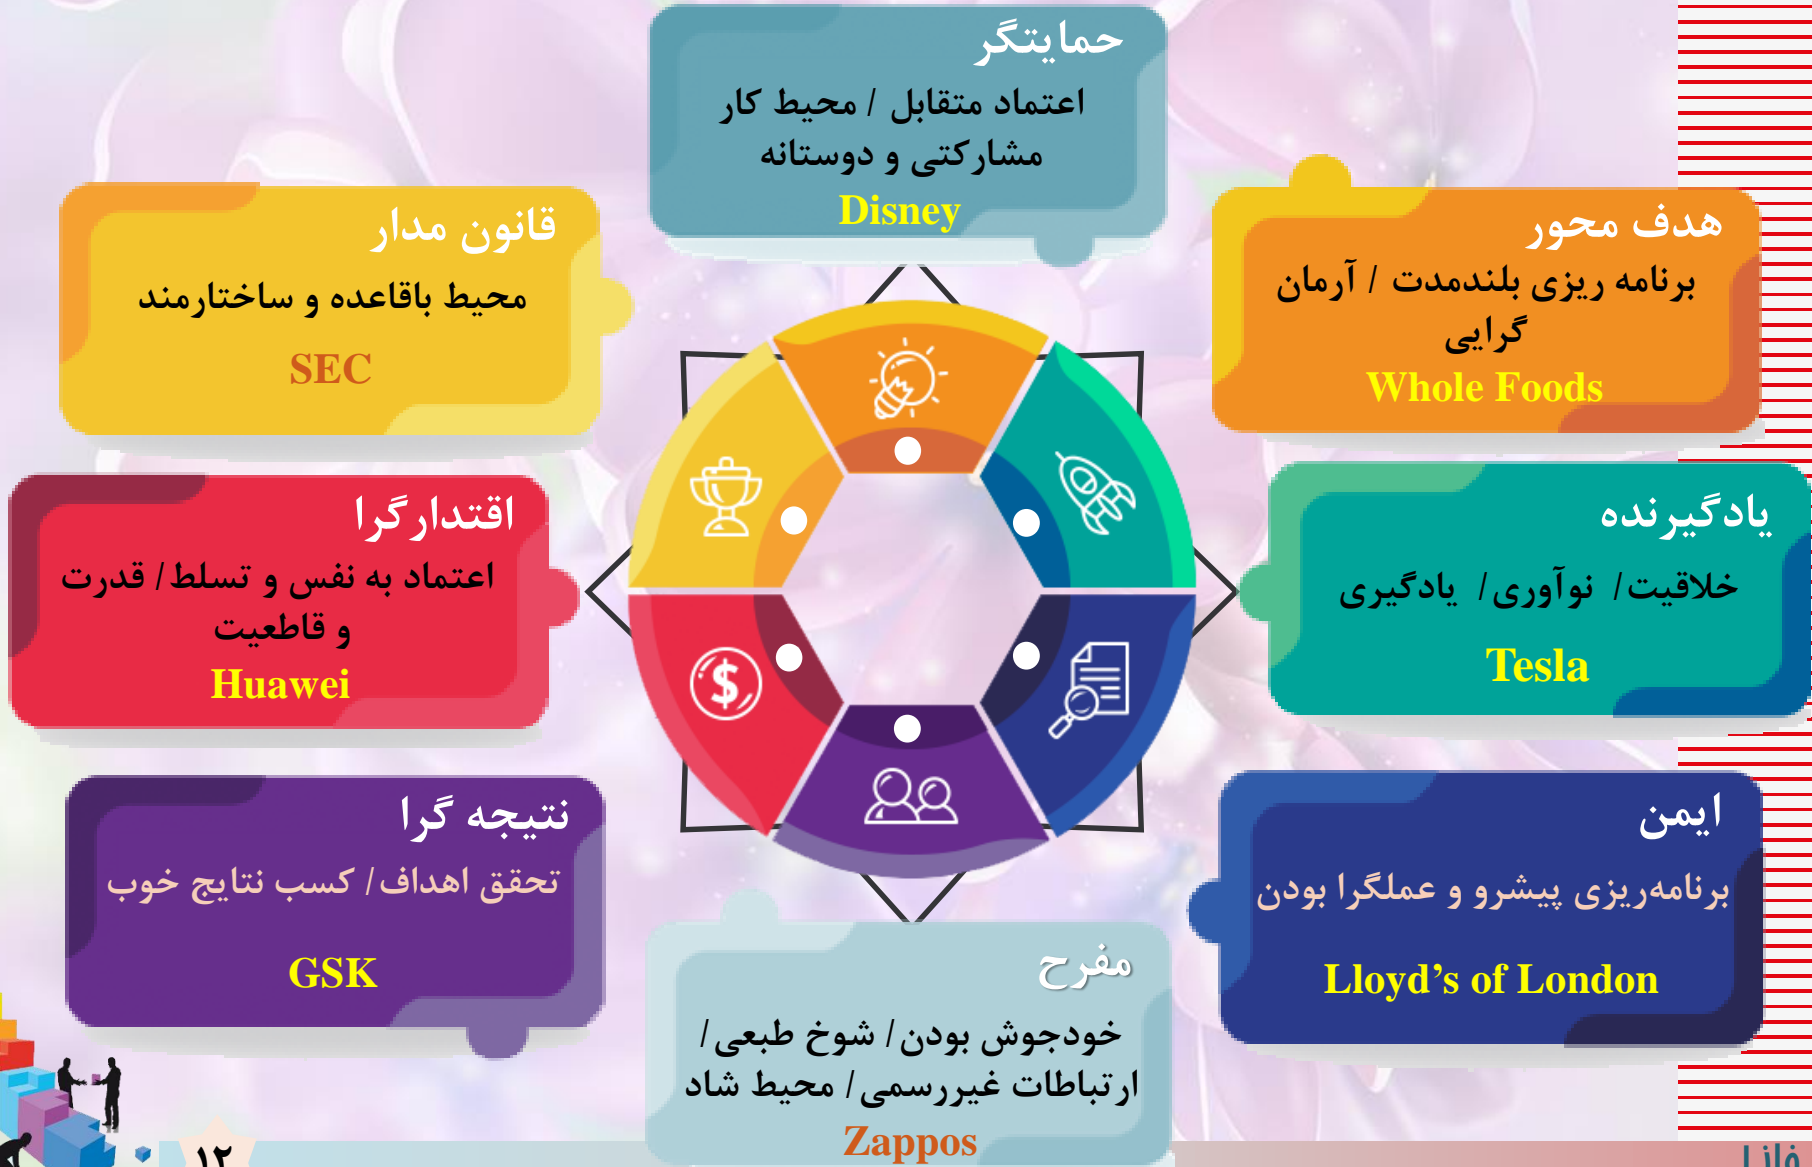 حمایتگر
اعتماد متقابل / محیط کار
مشارکتی و دوستانه
Disney
هدف محور
برنامه ریزی بلندمدت / آرمان
گرایی
Whole Foods
یادگیرنده
خلاقیت/ نوآوری/ یادگیری
Tesla
ایمن
برنامه‌ریزی پیشرو و عملگرا بودن
Lloyd’s of London
مفرح
خودجوش بودن/ شوخ طبعی/
ارتباطات غیررسمی/ محیط شاد
Zappos
نتیجه گرا
تحقق اهداف/ کسب نتایج خوب
GSK
اقتدارگرا
اعتماد به نفس و تسلط/ قدرت
و قاطعیت
Huawei
قانون مدار
محیط باقاعده و ساختارمند
SEC
۱۲